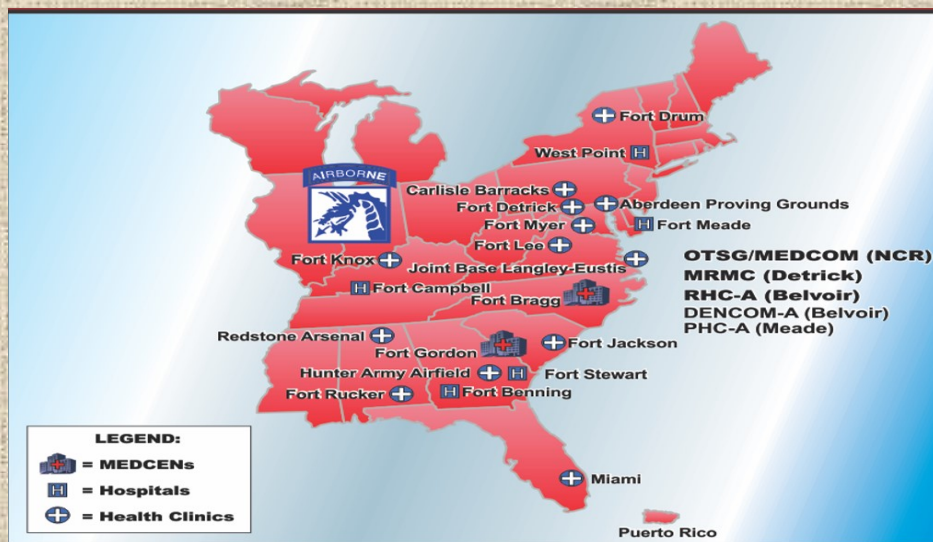 Fort Drum
West Point H
AIRBORNE
Carlisle Barracks
Aberdeen Proving Grounds
Fort Detrick
Fort Myer
H Fort Meade
Fort Lee
Fort Knox
Joint Base Langley-Eustis
OTSG/MEDCOM (NCR)
MRMC (Detrick)
RHC-A (Belvoir)
DENCOM-A (Belvoir)
PHC-A (Meade)
H Fort Campbell
Fort Bragg
Redstone Arsenal
Fort Gordon
Fort Jackson
Hunter Army Airfield
H Fort Stewart
Fort Rucker
H Fort Benning
LEGEND:
= MEDCENs
H = Hospitals
= Health Clinics
Miami
Puerto Rico